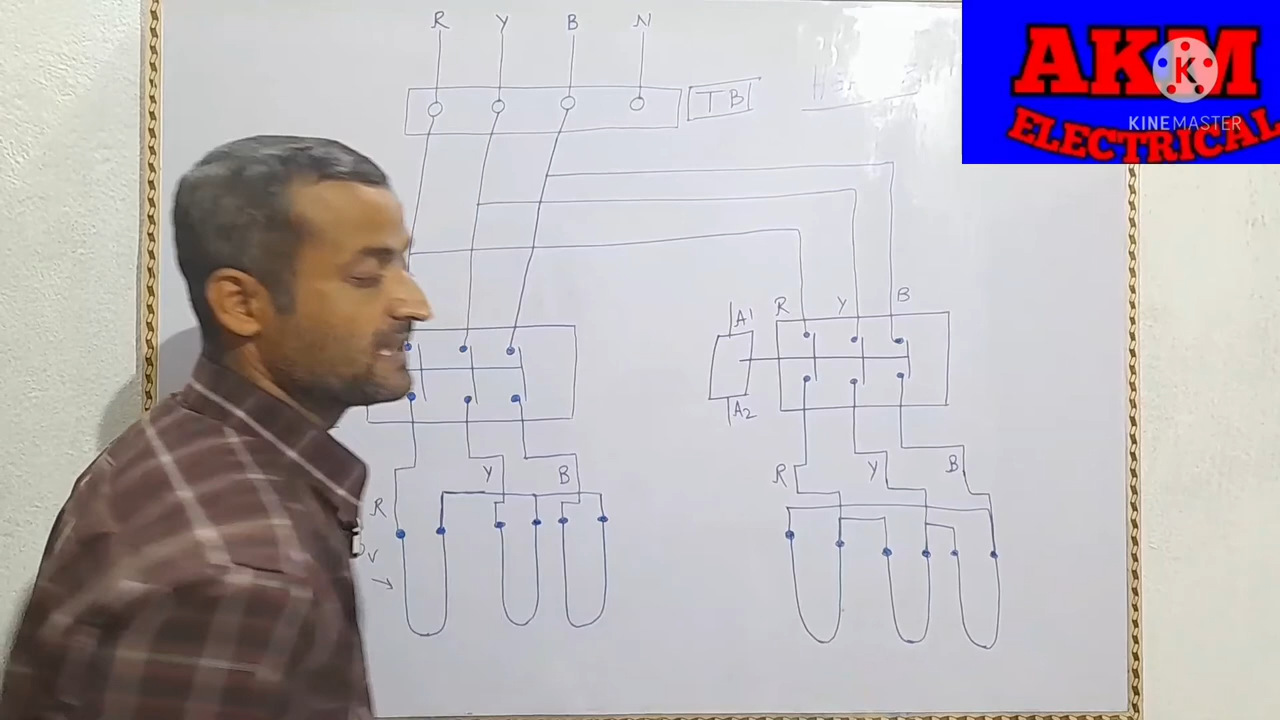 R Y B N
TB
AKM
K
KINEMASTER
ELECTRICAL
A1 R Y B
A2
R Y B
R Y B
V